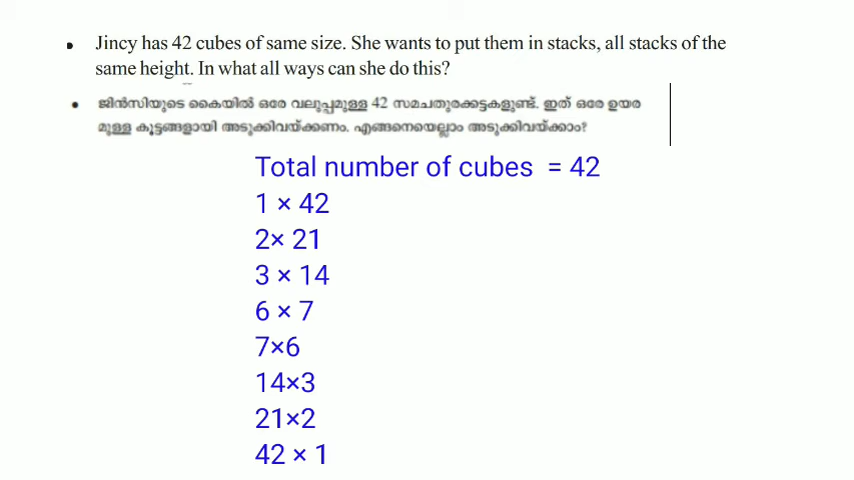 • Jincy has 42 cubes of same size. She wants to put them in stacks, all stacks of the
same height. In what all ways can she do this?
• ജിൻസിയുടെ കൈയിൽ ഒരേ വലുപ്പമുള്ള 42 സമചതുരക്കട്ടകളുണ്ട്. ഇത് ഒരേ ഉയര
മുള്ള കൂട്ടങ്ങളായി അടുക്കിവയ്ക്കണം. എങ്ങനെയെല്ലാം അടുക്കിവയ്ക്കാം?
Total number of cubes = 42
1 × 42
2× 21
3 × 14
6 × 7
7×6
14×3
21×2
42 × 1